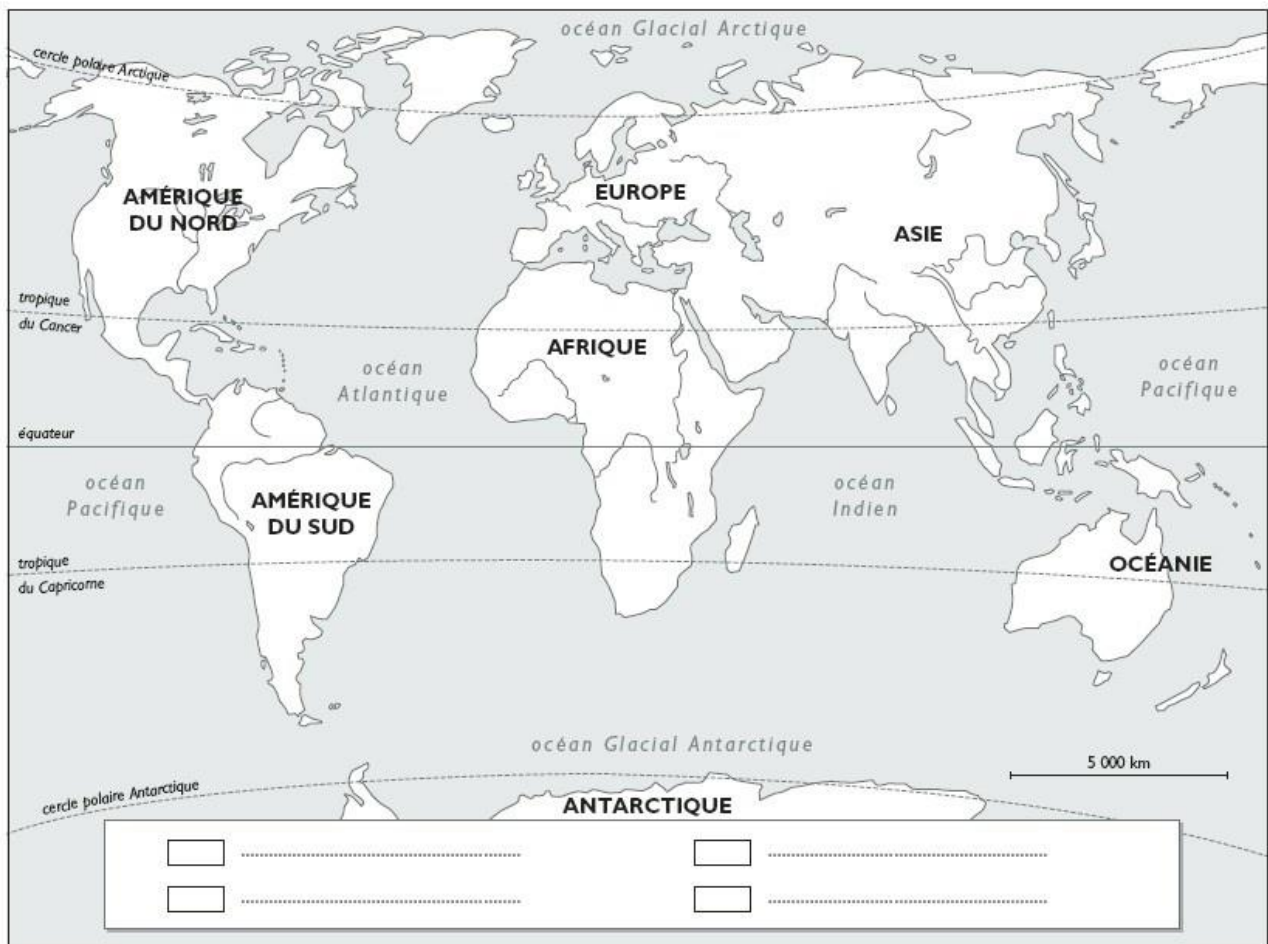 océan Glacial Arctique
cercle polaire Arctique
AMÉRIQUE
DU NORD
EUROPE
ASIE
tropique
du Cancer
AFRIQUE
océan
Atlantique
océan
Pacifique
équateur
océan
Pacifique
AMÉRIQUE
DU SUD
océan
Indien
OCÉANIE
tropique
du Capricorne
océan Glacial Antarctique
5 000 km
cercle polaire Antarctique
ANTARCTIQUE